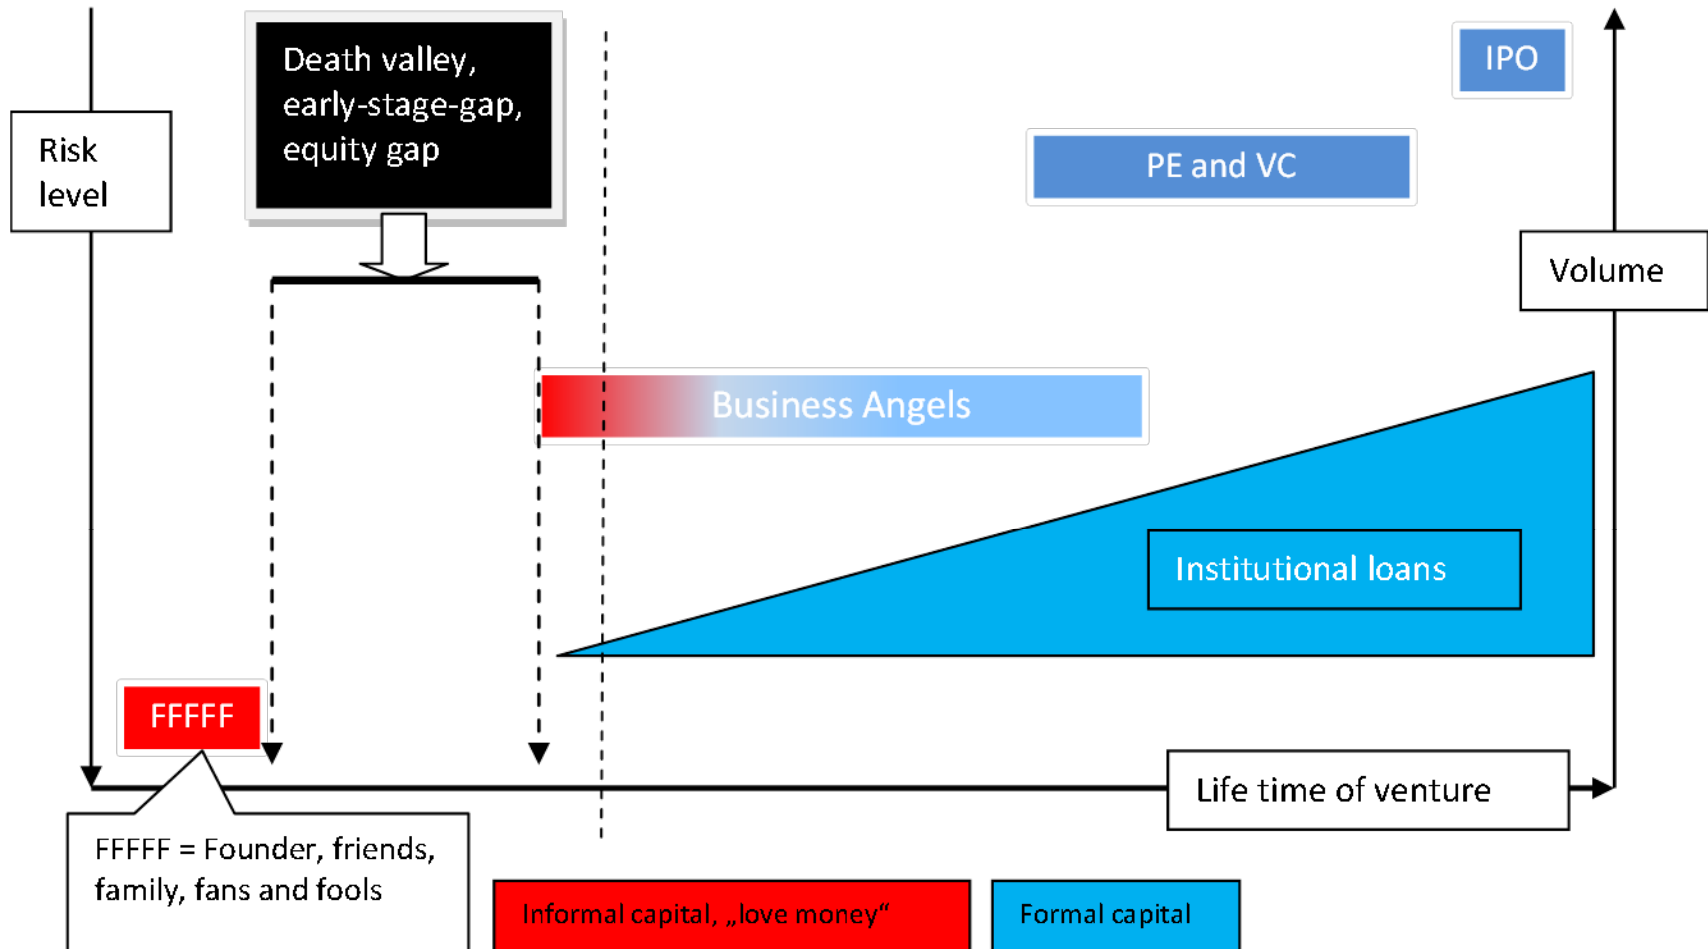 Death valley,
early-stage-gap,
equity gap
IPO
Risk
level
PE and VC
Volume
Business Angels
Institutional loans
FFFFF
Life time of venture
FFFFF = Founder, friends,
family, fans and fools
Informal capital, „love money“
Formal capital